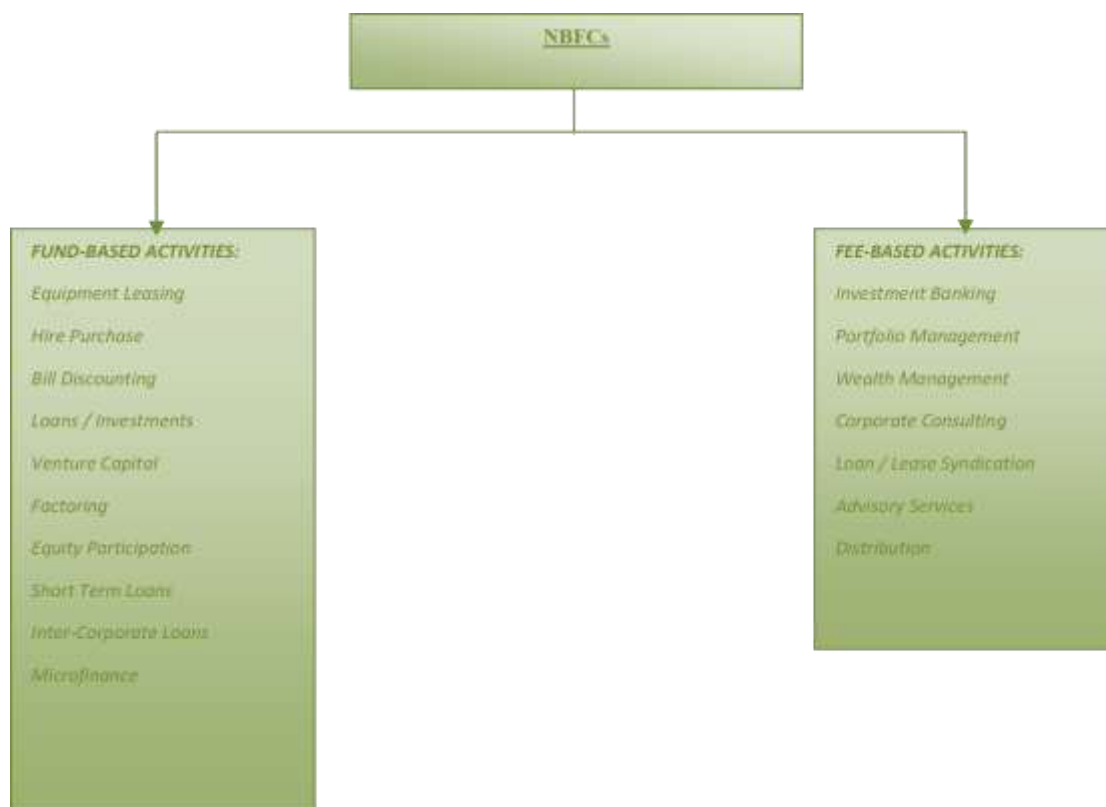 NBFCs
FUND-BASED ACTIVITIES:
Equipment Leasing
Hire Purchase
Bill Discounting
Loans / Investments
Venture Capital
Factoring
Equity Participation
Short Term Loans
Inter-Corporate Loans
Microfinance
FEE-BASED ACTIVITIES:
Investment Banking
Portfolio Management
Wealth Management
Corporate Consulting
Loan / Lease Syndication
Advisory Services
Distribution